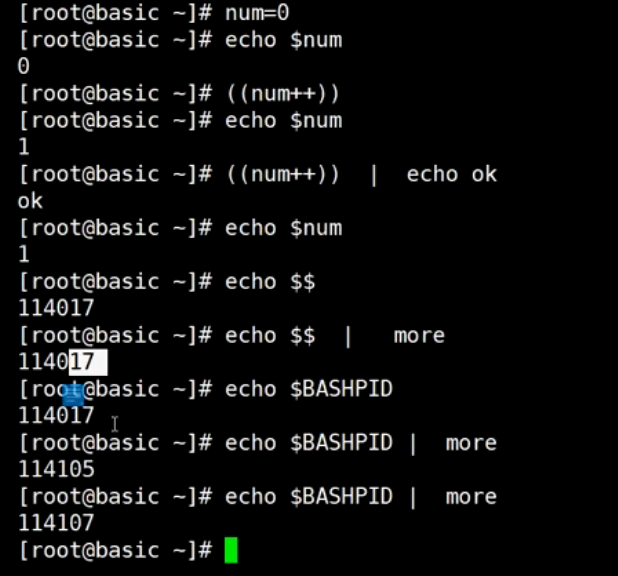 [root@basic ~]# num=0
[root@basic ~]# echo $num
0
[root@basic ~]# ((num++))
[root@basic ~]# echo $num
1
[root@basic ~]# ((num++))  |  echo ok
ok
[root@basic ~]# echo $num
1
[root@basic ~]# echo $$
114017
[root@basic ~]# echo $$  |   more
114017
[root@basic ~]# echo $BASHPID
114017
[root@basic ~]# echo $BASHPID |  more
114105
[root@basic ~]# echo $BASHPID |  more
114107
[root@basic ~]#